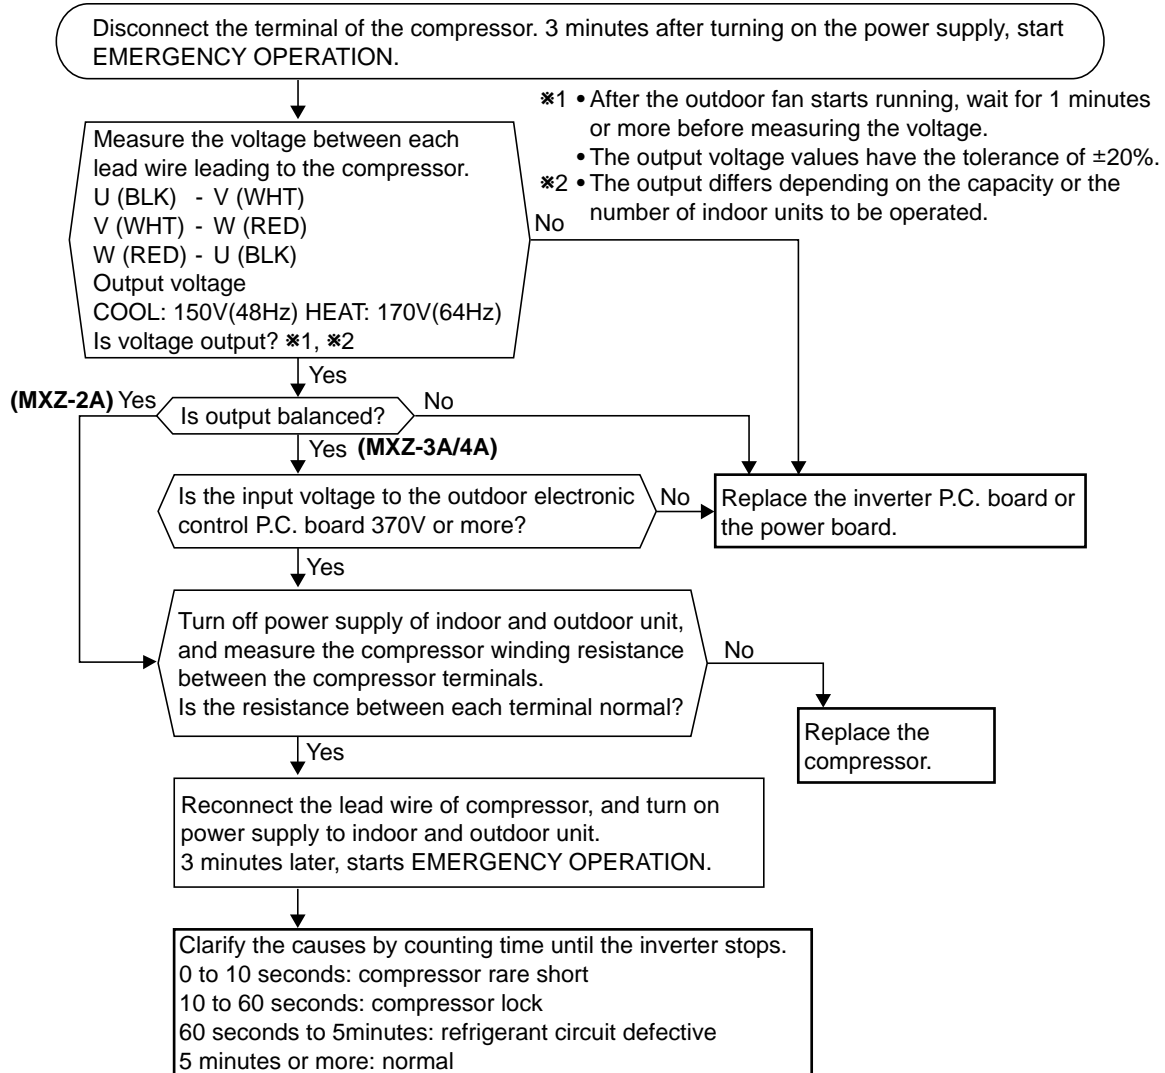 Disconnect the terminal of the compressor. 3 minutes after turning on the power supply, start
EMERGENCY OPERATION.
※1 • After the outdoor fan starts running, wait for 1 minutes
or more before measuring the voltage.
• The output voltage values have the tolerance of ±20%.
※2 • The output differs depending on the capacity or the
number of indoor units to be operated.
Measure the voltage between each
lead wire leading to the compressor.
U (BLK) - V (WHT)
V (WHT) - W (RED)
W (RED) - U (BLK)
Output voltage
COOL: 150V(48Hz) HEAT: 170V(64Hz)
Is voltage output? ※1, ※2
No
Yes
(MXZ-2A) Yes
Is output balanced?
No
Yes (MXZ-3A/4A)
Is the input voltage to the outdoor electronic
control P.C. board 370V or more?
No
Replace the inverter P.C. board or
the power board.
Yes
Turn off power supply of indoor and outdoor unit,
and measure the compressor winding resistance
between the compressor terminals.
Is the resistance between each terminal normal?
No
Replace the
compressor.
Yes
Reconnect the lead wire of compressor, and turn on
power supply to indoor and outdoor unit.
3 minutes later, starts EMERGENCY OPERATION.
Clarify the causes by counting time until the inverter stops.
0 to 10 seconds: compressor rare short
10 to 60 seconds: compressor lock
60 seconds to 5minutes: refrigerant circuit defective
5 minutes or more: normal